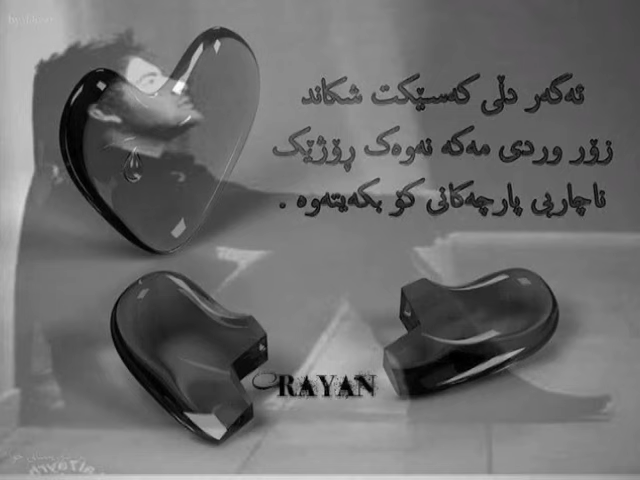 ئەگەر دڵی کەسێکت شکاند
زۆر وردی مەکە نەوەک ڕۆژێک
ناچاربی پارچەکانی کۆ بکەیتەوە .
RAYAN